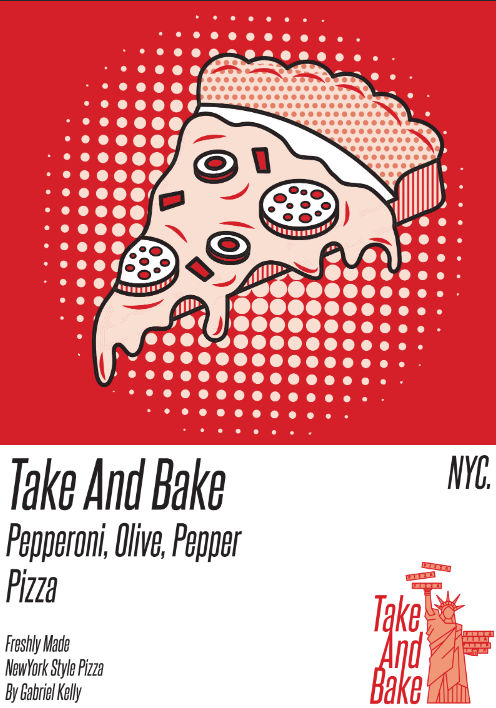 Take And Bake
NYC.
Pepperoni, Olive, Pepper
Pizza
Freshly Made
NewYork Style Pizza
By Gabriel Kelly
Take
And
Bake